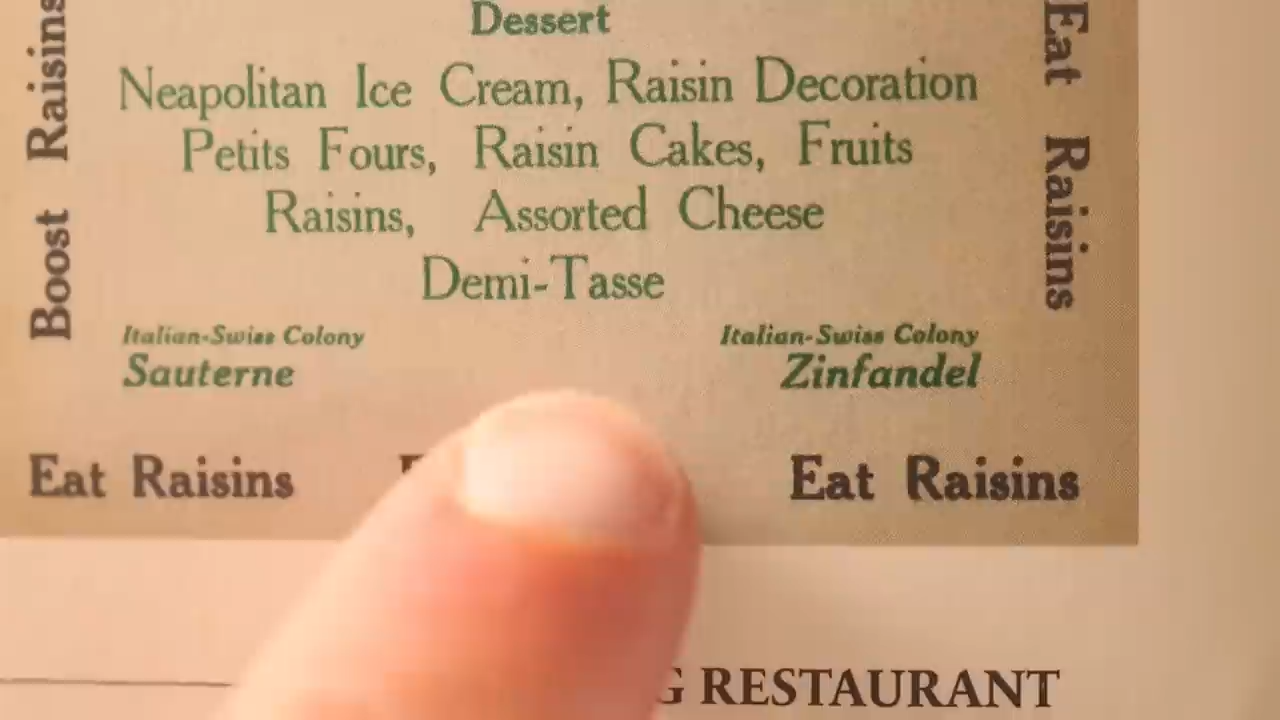 Dessert
Neapolitan Ice Cream, Raisin Decoration
Petits Fours, Raisin Cakes, Fruits
Raisins, Assorted Cheese
Demi-Tasse
Italian-Swiss Colony
Sauterne
Italian-Swiss Colony
Zinfandel
Boost Raisins
Eat Raisins
Eat Raisins
Eat Raisins
RESTAURANT